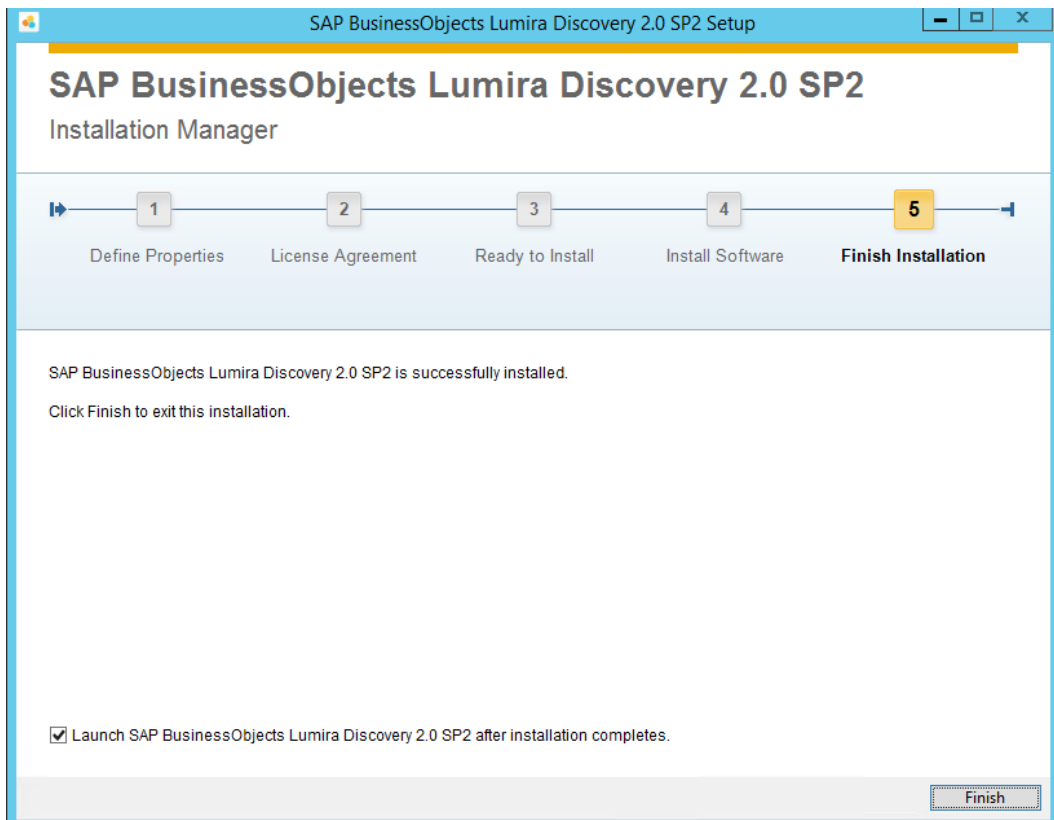 SAP BusinessObjects Lumira Discovery 2.0 SP2 Setup
SAP BusinessObjects Lumira Discovery 2.0 SP2
Installation Manager
1 2 3 4 5
Define Properties License Agreement Ready to Install Install Software Finish Installation
SAP BusinessObjects Lumira Discovery 2.0 SP2 is successfully installed.
Click Finish to exit this installation.
Launch SAP BusinessObjects Lumira Discovery 2.0 SP2 after installation completes.
Finish